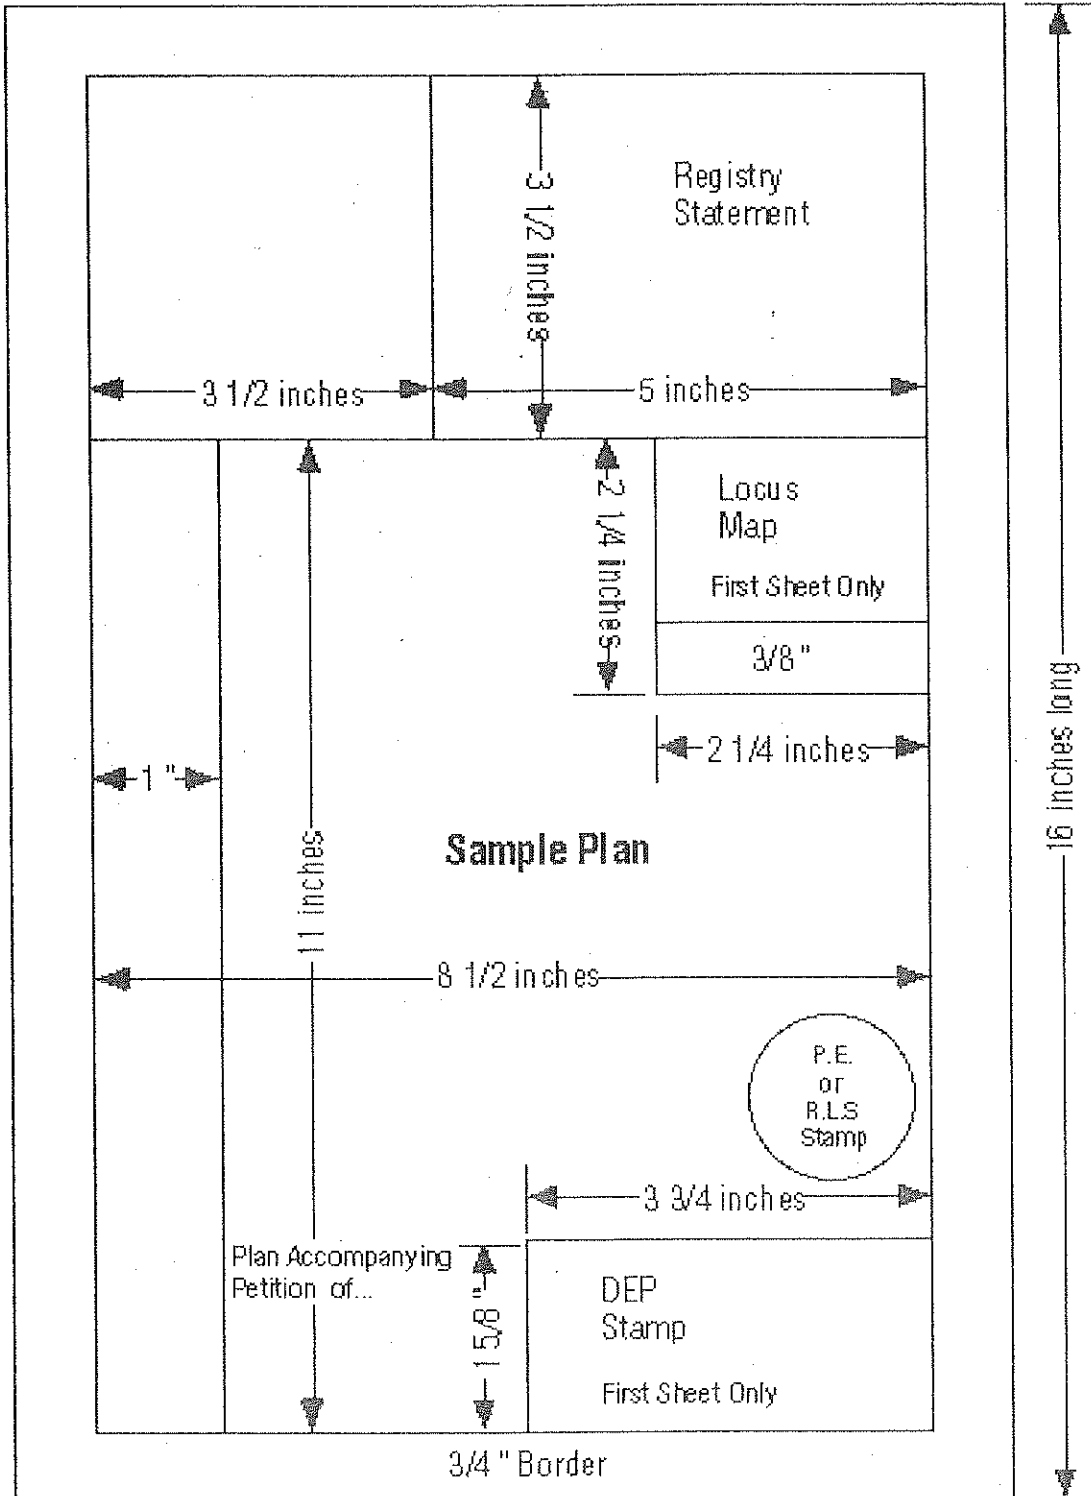 Registry
Statement
3 1/2 inches
3 1/2 inches
5 inches
Locus
Map
First Sheet Only
2 1/4 inches
3/8 "
2 1/4 inches
16 inches long
1 "
Sample Plan
11 inches
8 1/2 inches
P.E.
or
R.L.S
Stamp
3 3/4 inches
Plan Accompanying
Petition of...
1 5/8 "
DEP
Stamp
First Sheet Only
3/4 " Border